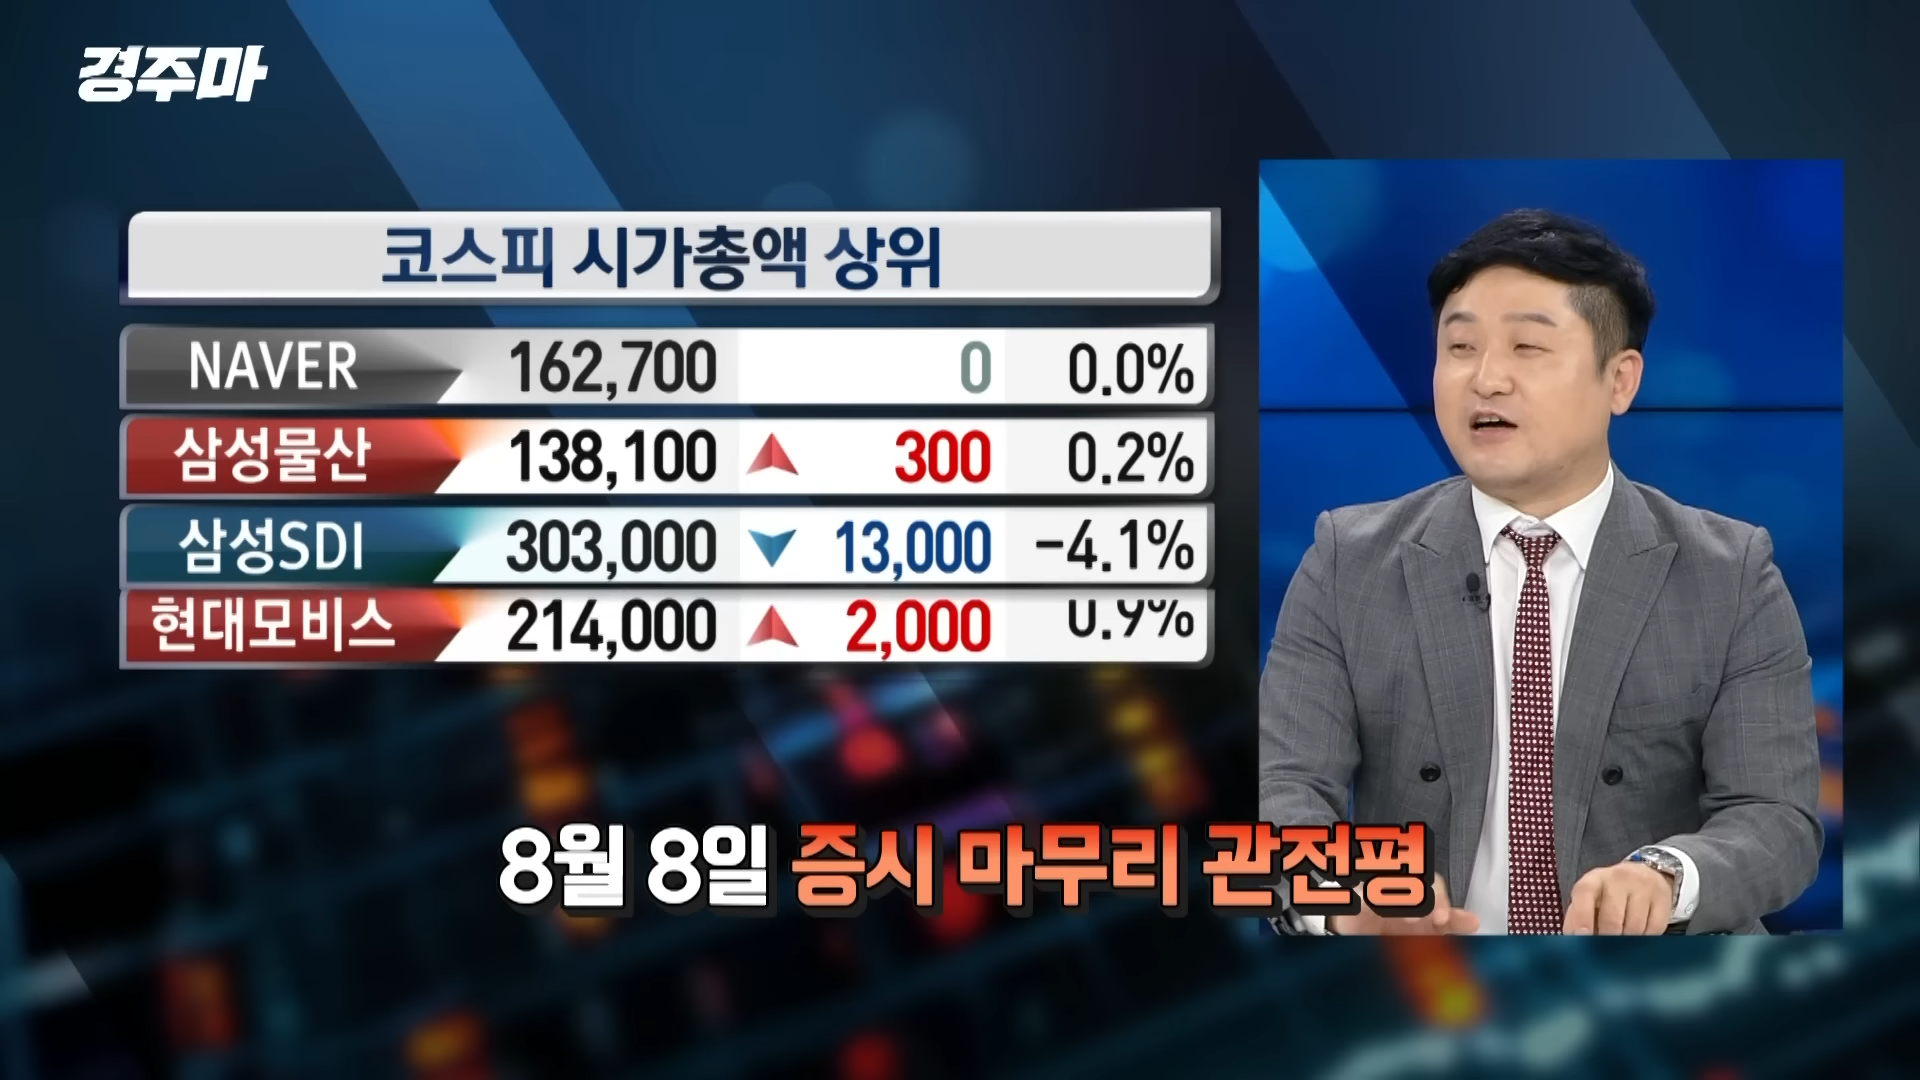 경주마
코스피 시가총액 상위
NAVER 162,700 0 0.0%
삼성물산 138,100 ▲ 300 0.2%
삼성SDI 303,000 ▼ 13,000 -4.1%
현대모비스 214,000 ▲ 2,000 0.9%
8월 8일 증시 마무리 관전평